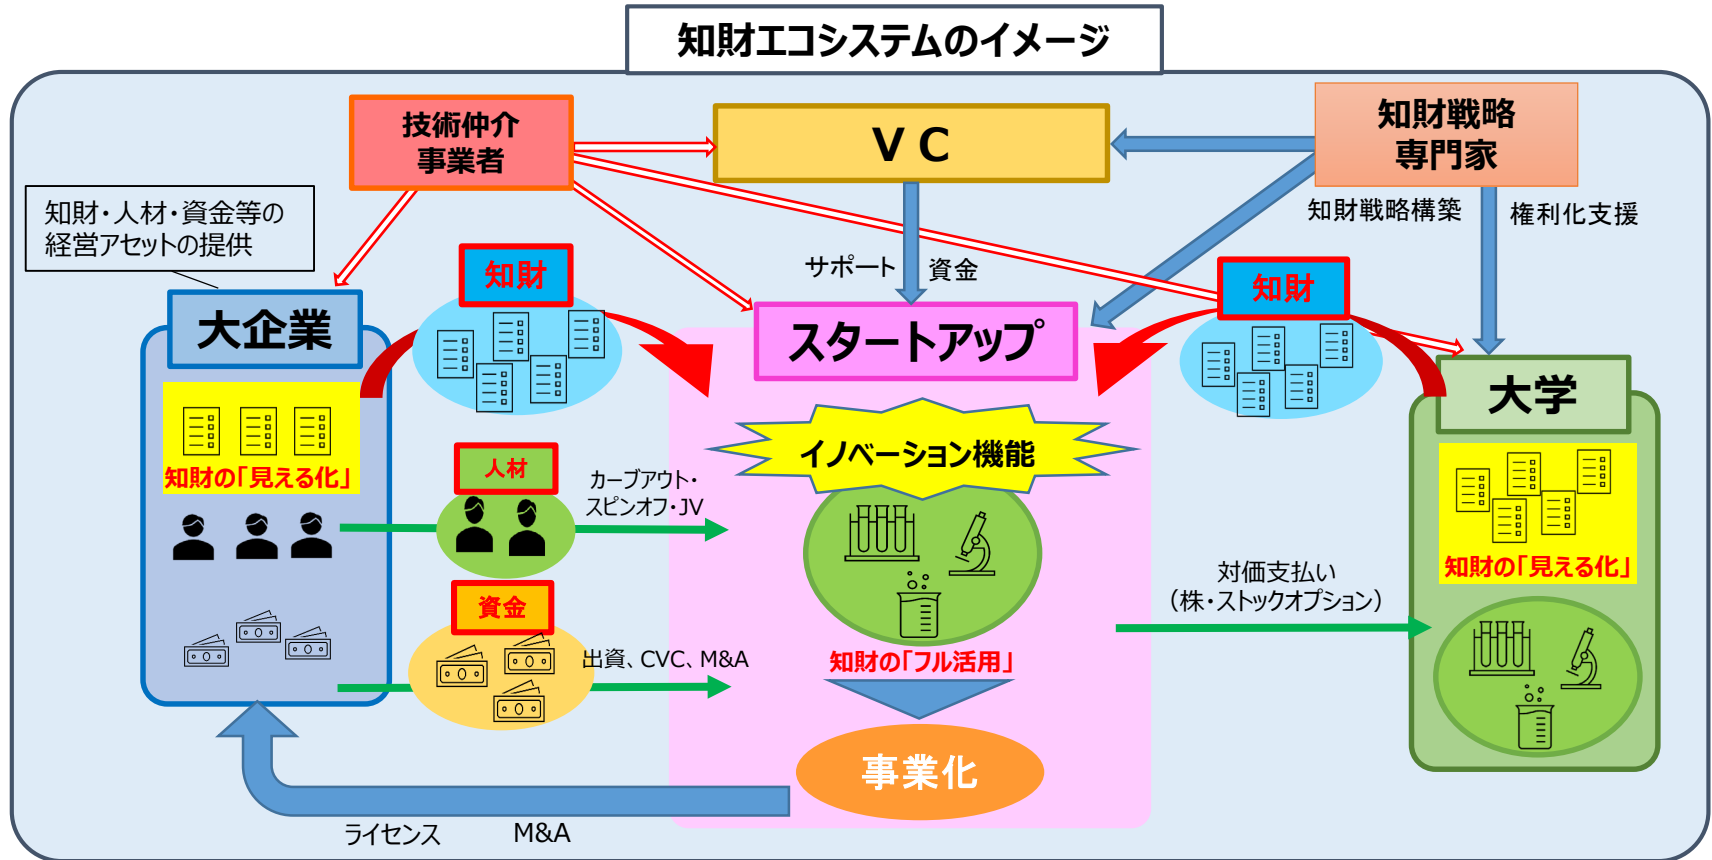 知財エコシステムのイメージ
技術仲介
事業者
VC
知財戦略
専門家
知財・人材・資金等の
経営アセットの提供
知財戦略構築
権利化支援
サポート
資金
知財
知財
大企業
スタートアップ
大学
知財の「見える化」
イノベーション機能
人材
カーブアウト・
スピンオフ・JV
知財の「見える化」
対価支払い
（株・ストックオプション）
資金
出資、CVC、M&A
知財の「フル活用」
事業化
ライセンス
M&A